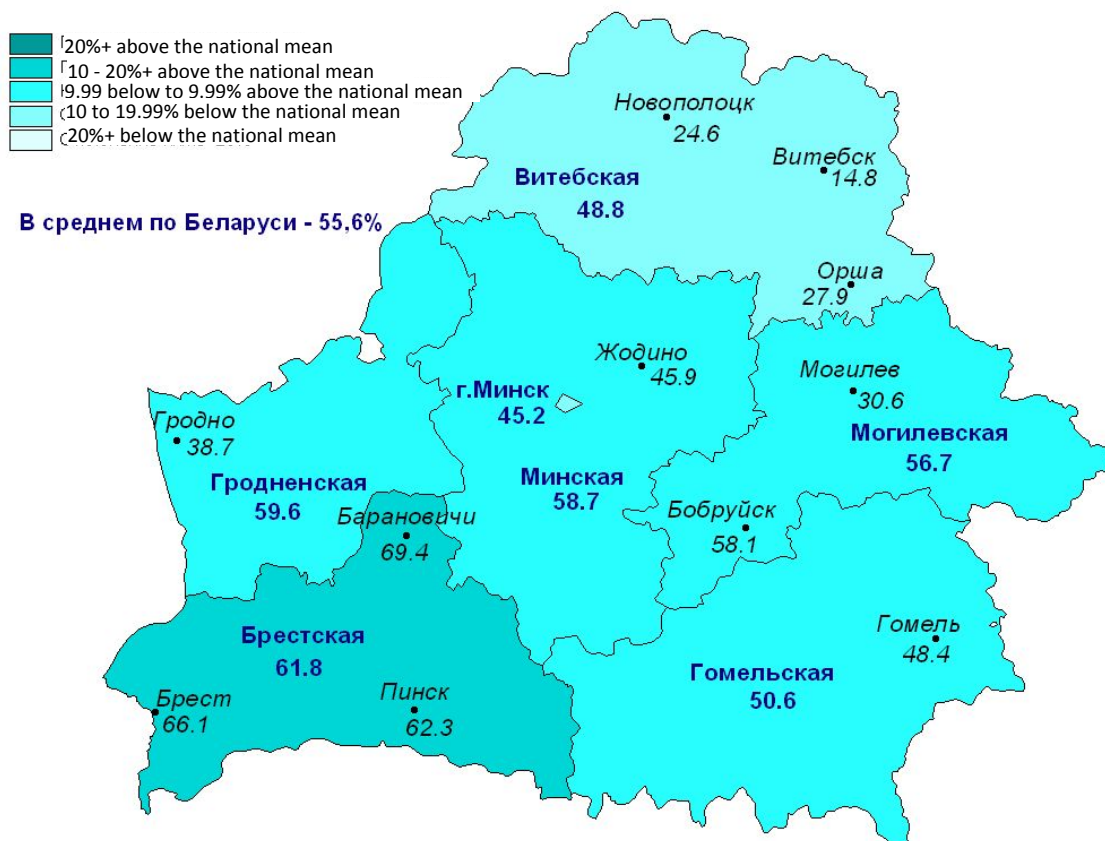 20%+ above the national mean
10 - 20%+ above the national mean
9.99 below to 9.99% above the national mean
10 to 19.99% below the national mean
20%+ below the national mean
В среднем по Беларуси - 55,6%
Новополоцк
24.6
Витебск
14.8
Витебская
48.8
Орша
27.9
Жодино
45.9
г.Минск
45.2
Могилев
30.6
Могилевская
56.7
Гродно
38.7
Гродненская
59.6
Минская
58.7
Барановичи
69.4
Бобруйск
58.1
Брестская
61.8
Гомель
48.4
Гомельская
50.6
Брест
66.1
Пинск
62.3